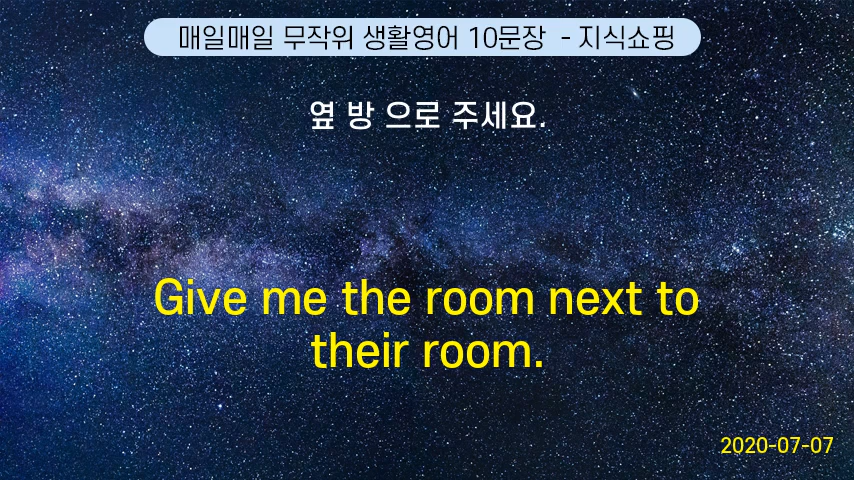 매일매일 무작위 생활영어 10문장 - 지식쇼핑
옆 방 으로 주세요.
Give me the room next to
their room.
2020-07-07